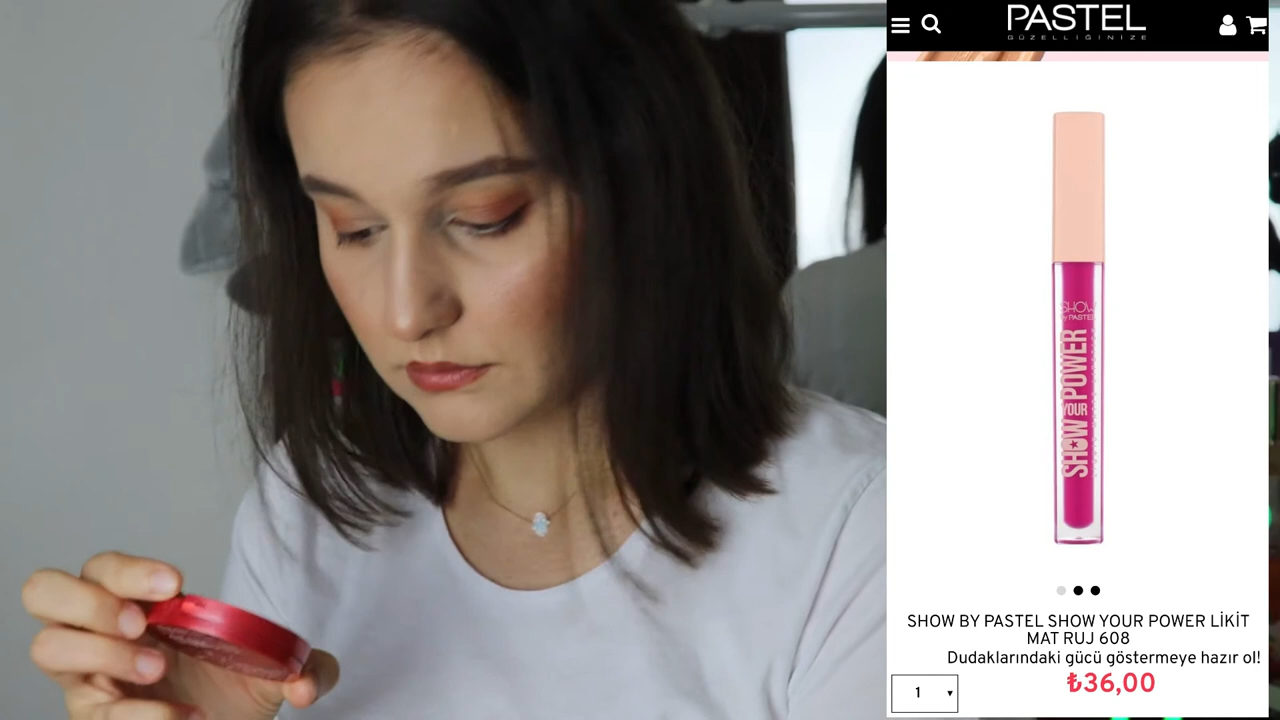 PASTEL
GÜZELLİĞİNİZE
SHOW
by PASTEL
SHOW YOUR POWER
SHOW BY PASTEL SHOW YOUR POWER LİKİT
MAT RUJ 608
Dudaklarındaki gücü göstermeye hazır ol!
₺36,00
1